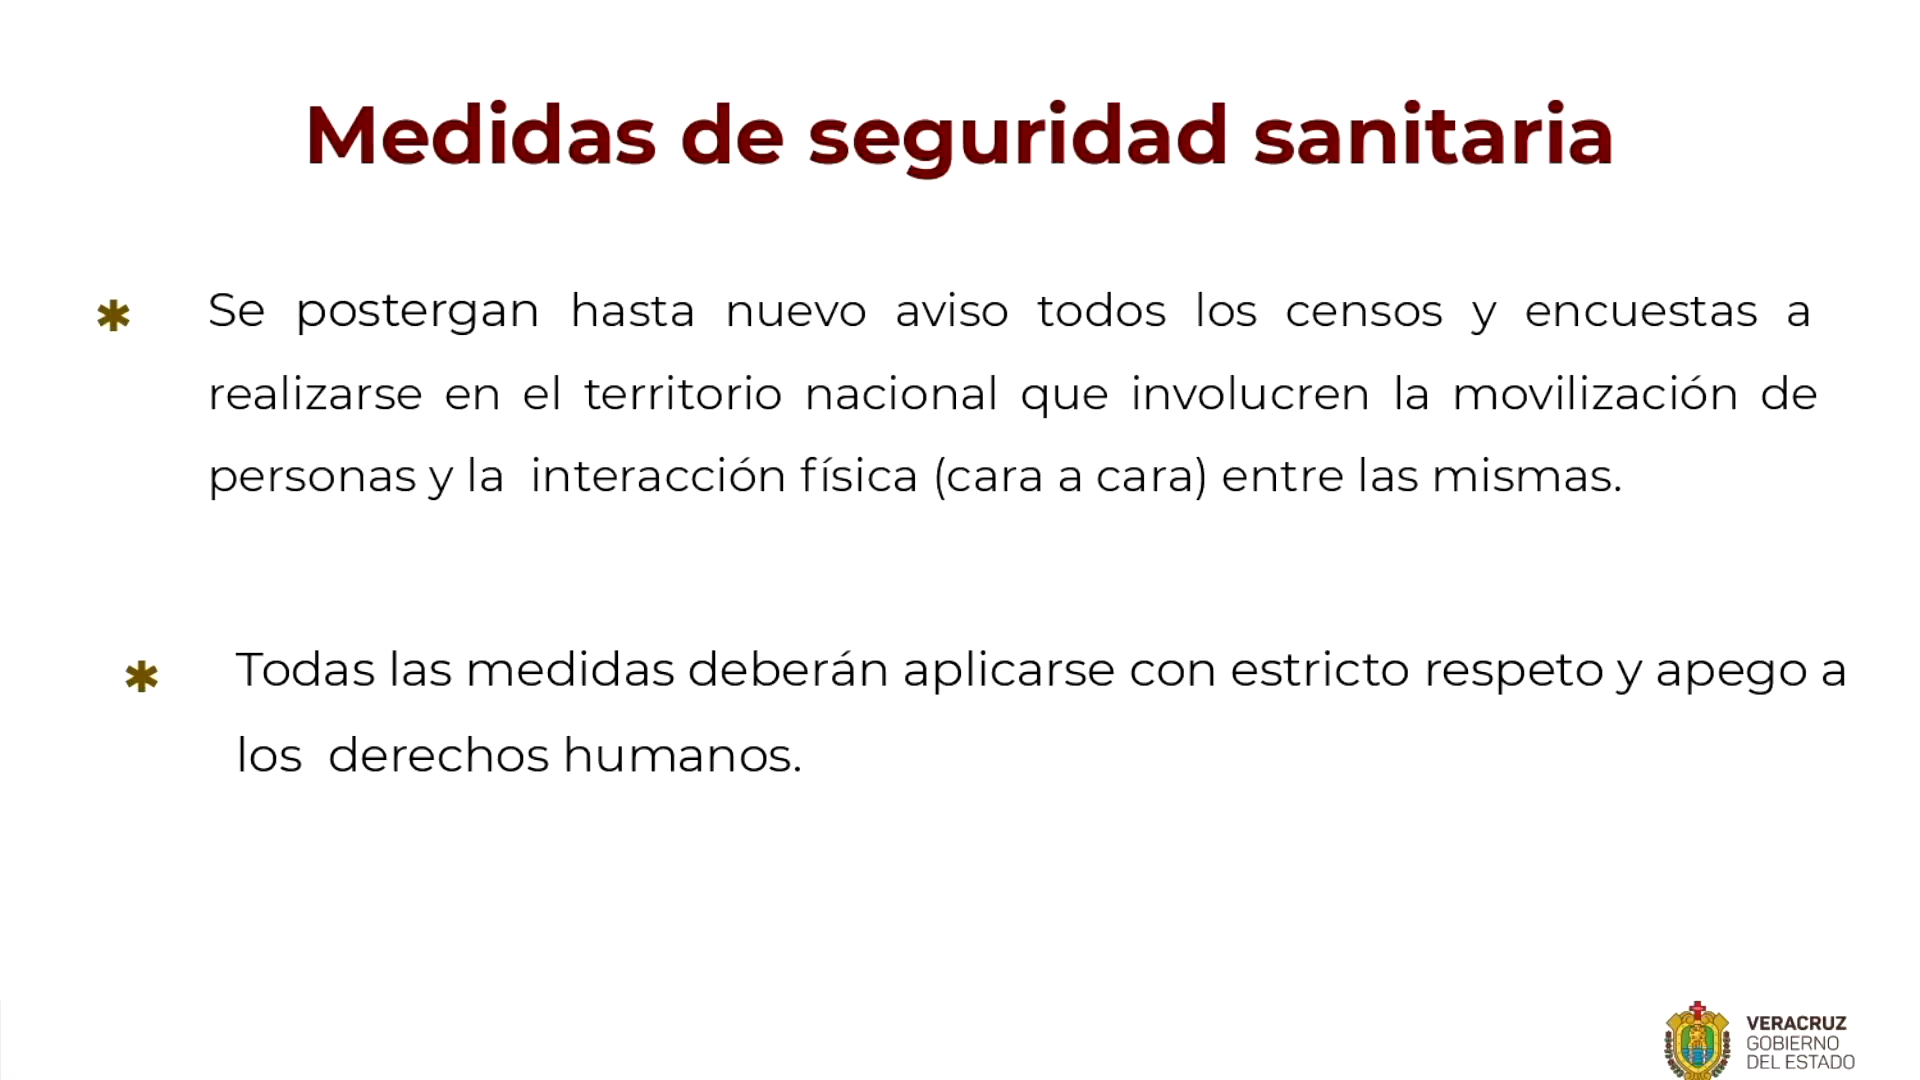 Medidas de seguridad sanitaria
* Se postergan hasta nuevo aviso todos los censos y encuestas a
realizarse en el territorio nacional que involucren la movilización de
personas y la interacción física (cara a cara) entre las mismas.
* Todas las medidas deberán aplicarse con estricto respeto y apego a
los derechos humanos.
VERACRUZ
GOBIERNO
DEL ESTADO